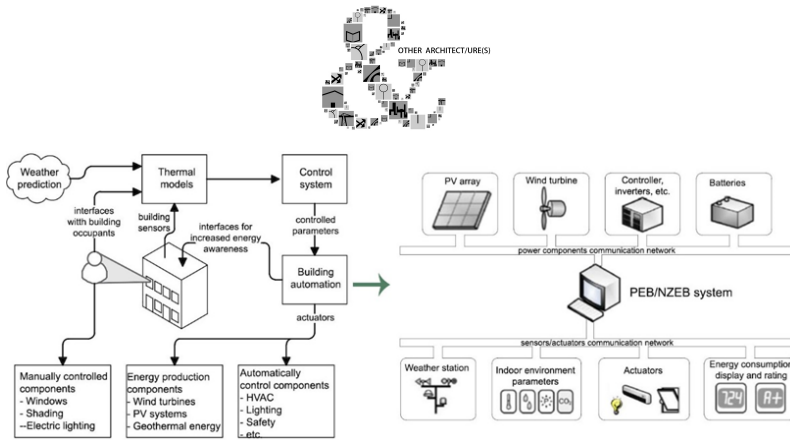 OTHER ARCHITECT/URE(S)
Weather
prediction
Thermal
models
Control
system
interfaces
witth building
occupants
building
sensors
interfaces for
increased energy
awareness
controlled
parameters
Building
automation
actuators
Manually controlled
components
- Windows
- Shading
--Electric lighting
Energy production
components
- Wind turbines
- PV systems
- Geothermal energy
Automatically
control components
- HVAC
- Lighting
- Safety
- etc.
PV array
Wind turbine
Controller,
inverters, etc.
Batteries
power components communication network
PEB/NZEB system
sensors/actuators communication network
Weather station
Indoor environment
parameters
CO₂
Actuators
Energy consumption
display and rating
724
A+